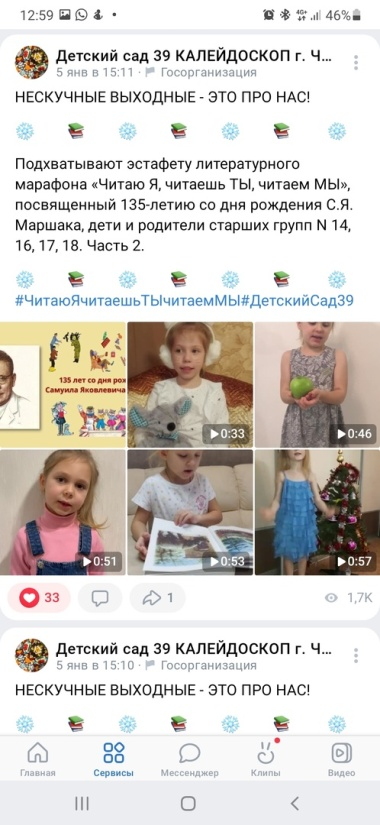 12:59
4G+
46%
Детский сад 39 КАЛЕЙДОСКОП г. Ч...
5 янв в 15:11 · Госорганизация
НЕСКУЧНЫЕ ВЫХОДНЫЕ - ЭТО ПРО НАС!
Подхватывают эстафету литературного
марафона «Читаю Я, читаешь ТЫ, читаем МЫ»,
посвященный 135-летию со дня рождения С.Я.
Маршака, дети и родители старших групп N 14,
16, 17, 18. Часть 2.
#ЧитаюЯчитаешьТЫчитаемМЫ#ДетскийСад39
135 лет со дня рох
Самуила Яковлевича
0:33
0:46
0:51
0:53
0:57
33
1
1,7K
Детский сад 39 КАЛЕЙДОСКОП г. Ч...
5 янв в 15:10 · Госорганизация
НЕСКУЧНЫЕ ВЫХОДНЫЕ - ЭТО ПРО НАС!
Главная
Сервисы
Мессенджер
Клипы
Видео